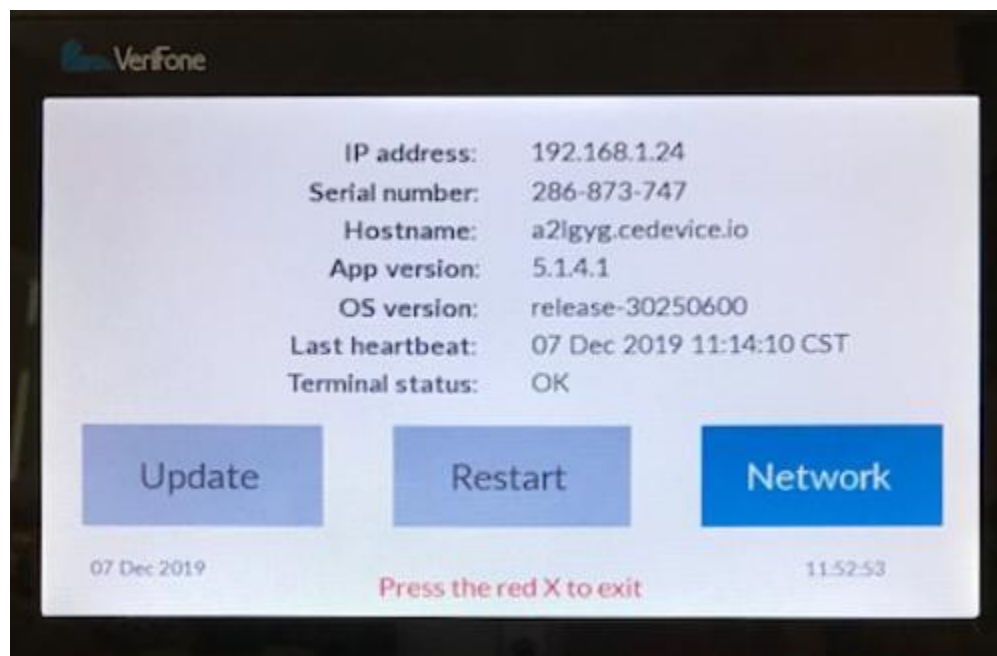 Verifone
IP address: 192.168.1.24
Serial number: 286-873-747
Hostname: a2lgyg.cedevice.io
App version: 5.1.4.1
OS version: release-30250600
Last heartbeat: 07 Dec 2019 11:14:10 CST
Terminal status: OK
Update Restart Network
07 Dec 2019 11:52:53
Press the red X to exit